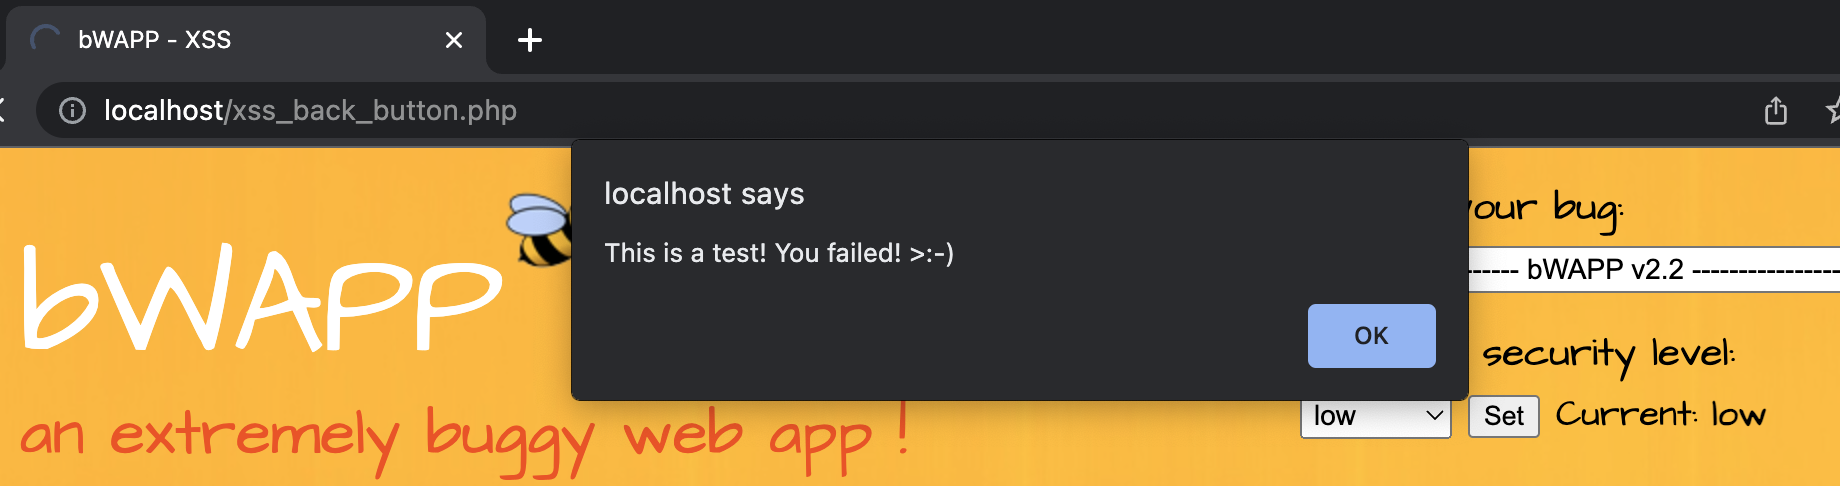 bWAPP - XSS
localhost/xss_back_button.php
localhost says
This is a test! You failed! >:-)
OK
bWAPP
an extremely buggy web app !
your bug:
------ bWAPP v2.2 ----------------
security level:
low
Set
Current: low